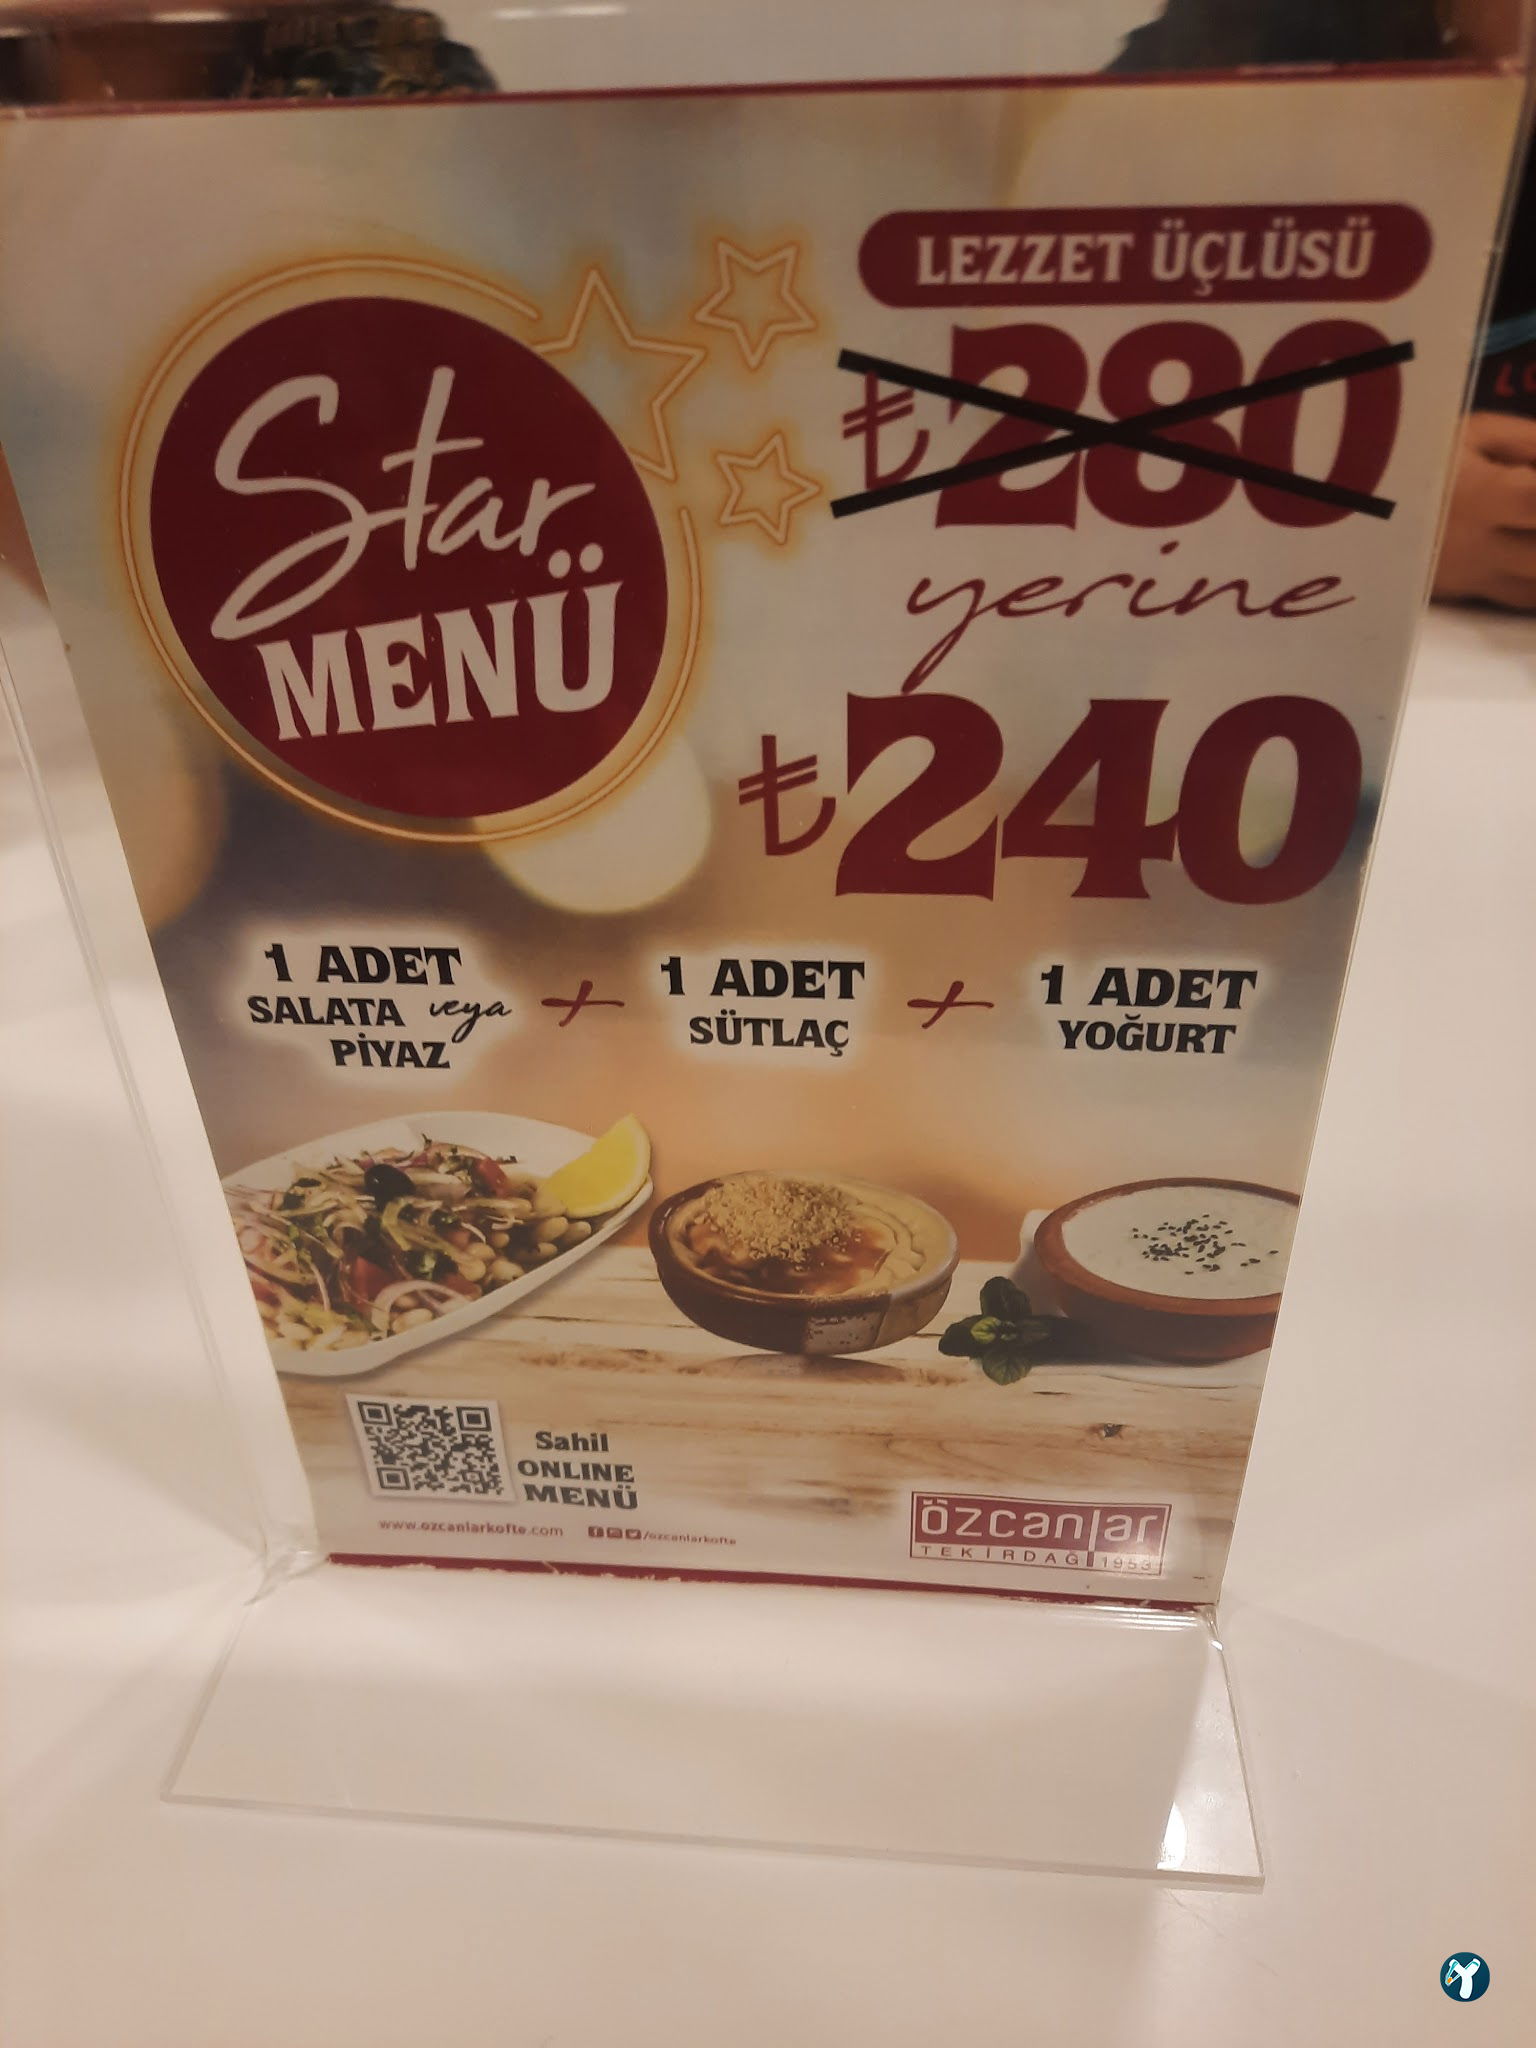 Star
MENÜ
LEZZET ÜÇLÜSÜ
₺280
yerine
₺240
1 ADET
SALATA veya
PİYAZ
+
1 ADET
SÜTLAÇ
+
1 ADET
YOĞURT
Sahil
ONLINE
MENÜ
www.ozcanlarkofte.com
/ozcanlarkofte
özcanlar
TEKİRDAĞ 1953